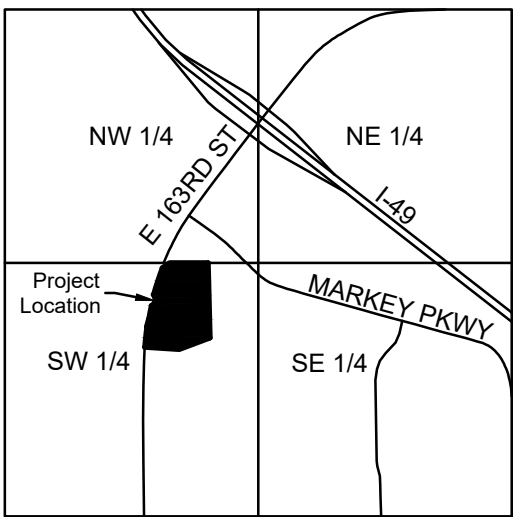 NW 1/4
NE 1/4
E 163RD ST
I-49
Project
Location
MARKEY PKWY
SW 1/4
SE 1/4